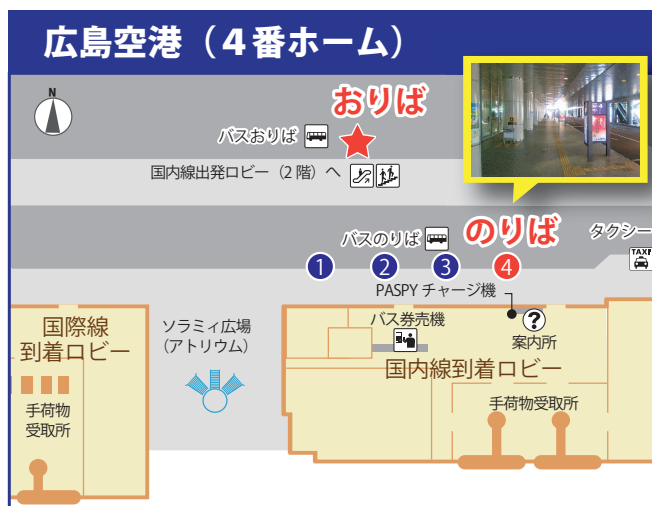 広島空港（４番ホーム）
N
おりば
バスおりば
国内線出発ロビー（2 階）へ
バスのりば
のりば
タクシー
TAXI
1
2
3
4
PASPY チャージ機
バス券売機
?
案内所
国際線
到着ロビー
ソラミィ広場
（アトリウム）
国内線到着ロビー
手荷物
受取所
手荷物受取所